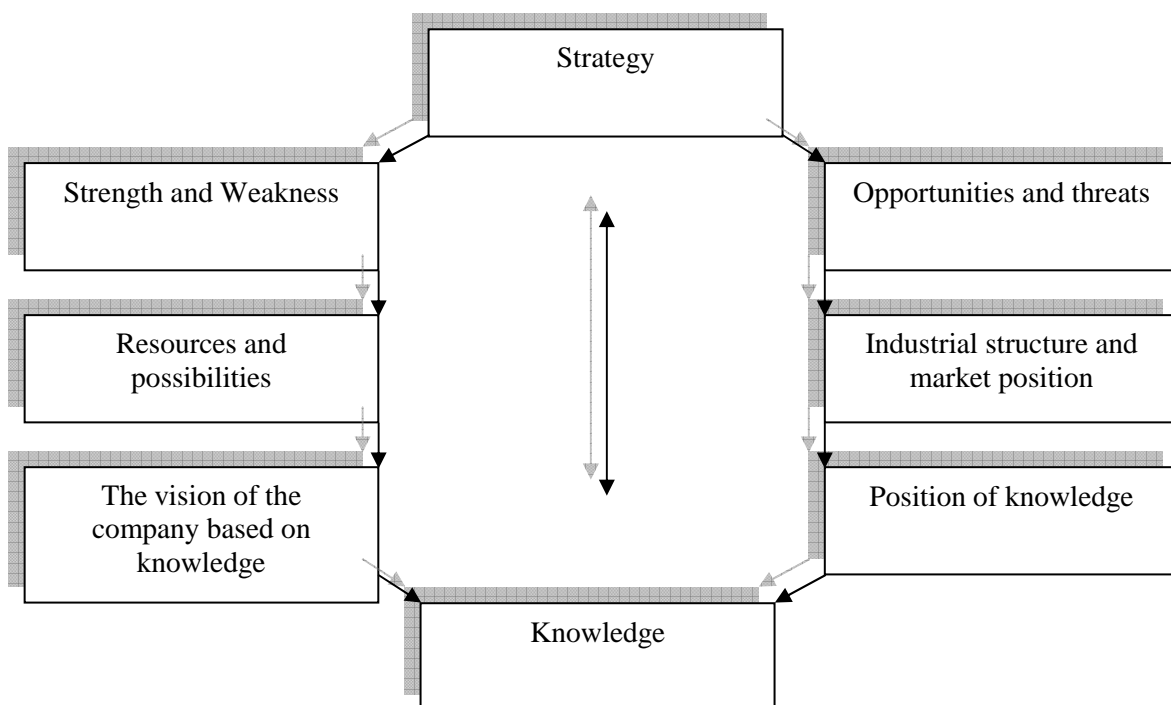 Strategy
Strength and Weakness
Opportunities and threats
Resources and
possibilities
Industrial structure and
market position
The vision of the
company based on
knowledge
Position of knowledge
Knowledge